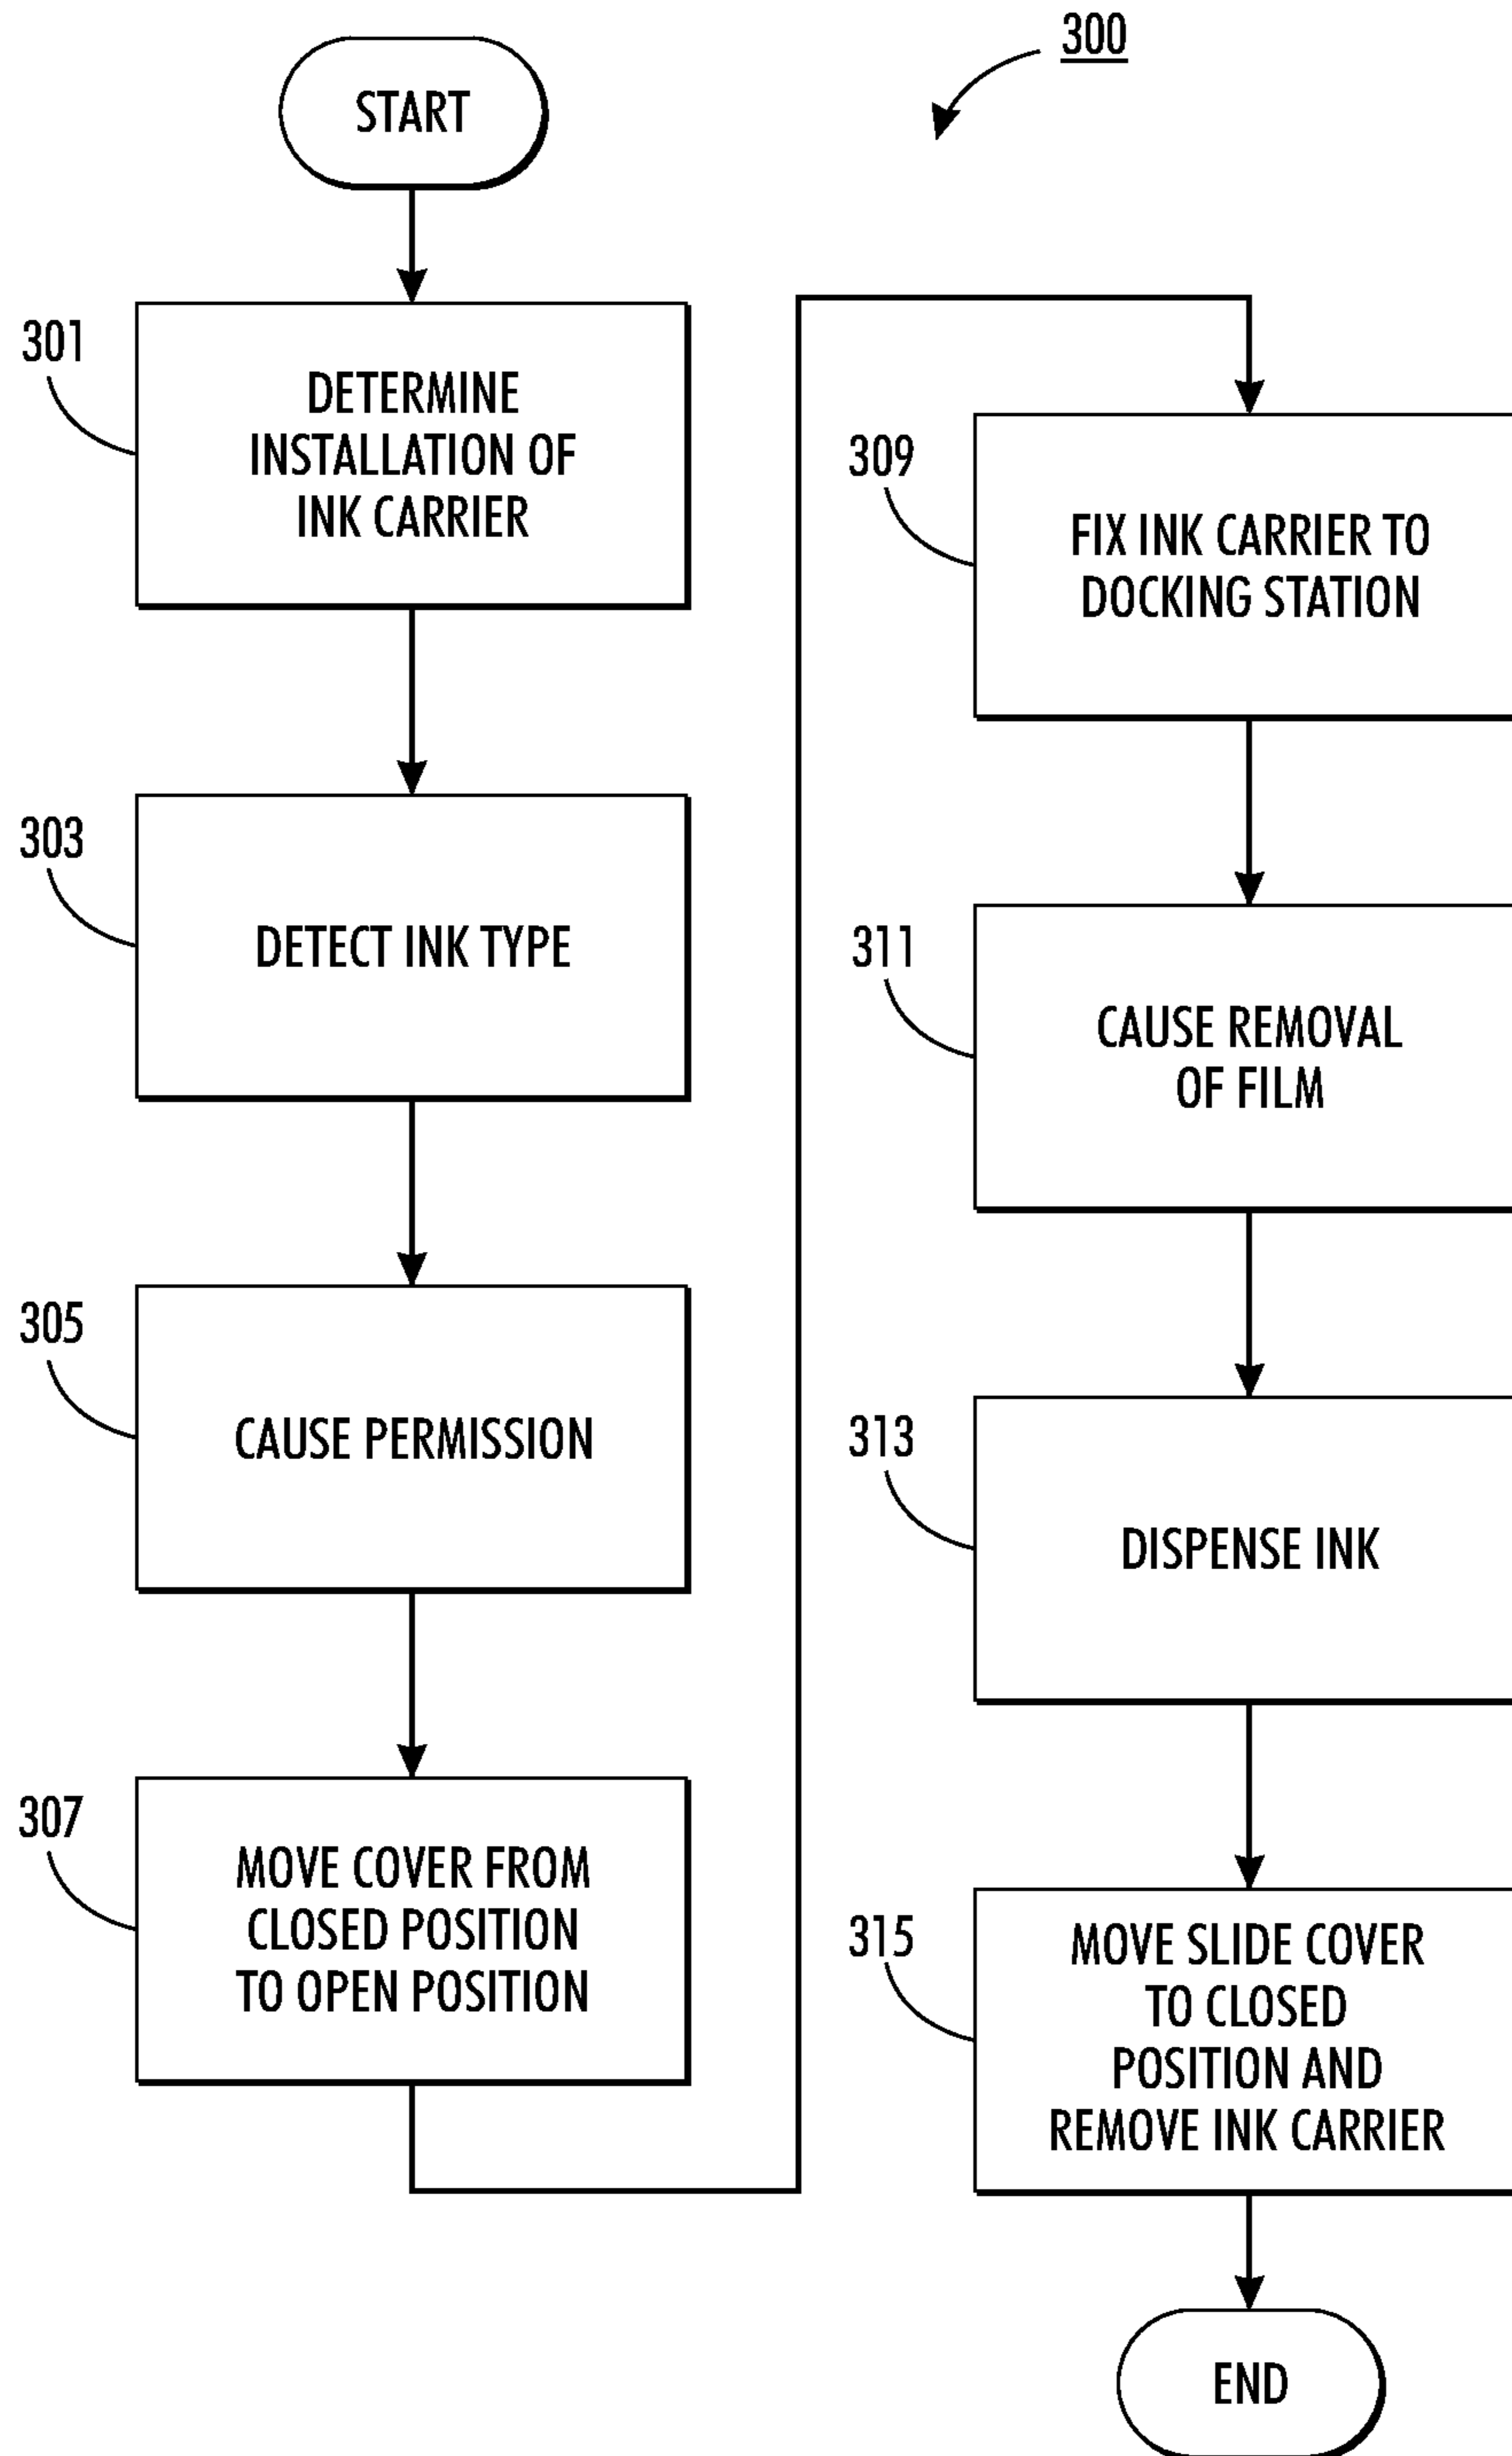 300
START
301
DETERMINE
INSTALLATION OF
INK CARRIER
303
DETECT INK TYPE
305
CAUSE PERMISSION
307
MOVE COVER FROM
CLOSED POSITION
TO OPEN POSITION
309
FIX INK CARRIER TO
DOCKING STATION
311
CAUSE REMOVAL
OF FILM
313
DISPENSE INK
315
MOVE SLIDE COVER
TO CLOSED
POSITION AND
REMOVE INK CARRIER
END